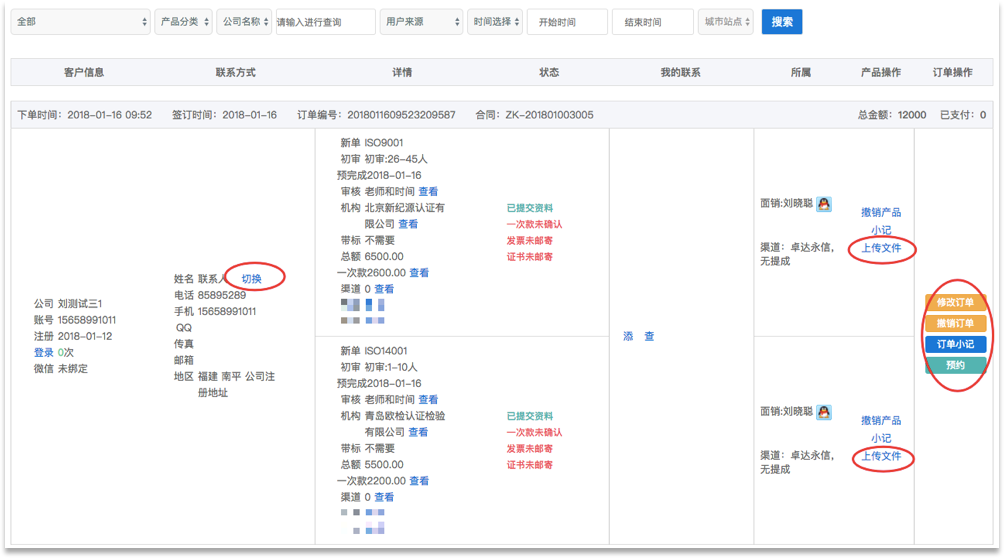 全部 产品分类 公司名称 请输入进行查询 用户来源 时间选择 开始时间 结束时间 城市站点 搜索
客户信息 联系方式 详情 状态 我的联系 所属 产品操作 订单操作
下单时间：2018-01-16 09:52 签订时间：2018-01-16 订单编号：2018011609523209587 合同：ZK-201801003005 总金额：12000 已支付：0
公司 刘测试三1
账号 15658991011
注册 2018-01-12
登录 0次
微信 未绑定
姓名 联系人 切换
电话 85895289
手机 15658991011
QQ
传真
邮箱
地区 福建 南平 公司注
册地址
新单 ISO9001
初审 初审:26-45人
预完成2018-01-16
审核 老师和时间 查看
机构 北京新纪源认证有
限公司 查看
带标 不需要
总额 6500.00
一次款2600.00 查看
渠道 0 查看
已提交资料
一次款未确认
发票未邮寄
证书未邮寄
添 查
面销:刘晓聪
渠道：卓达永信，
无提成
撤销产品
小记
上传文件
修改订单
撤销订单
订单小记
预约
新单 ISO14001
初审 初审:1-10人
预完成2018-01-16
审核 老师和时间 查看
机构 青岛欧检认证检验
有限公司 查看
带标 不需要
总额 5500.00
一次款2200.00 查看
渠道 0 查看
已提交资料
一次款未确认
发票未邮寄
证书未邮寄
面销:刘晓聪
渠道：卓达永信，
无提成
撤销产品
小记
上传文件